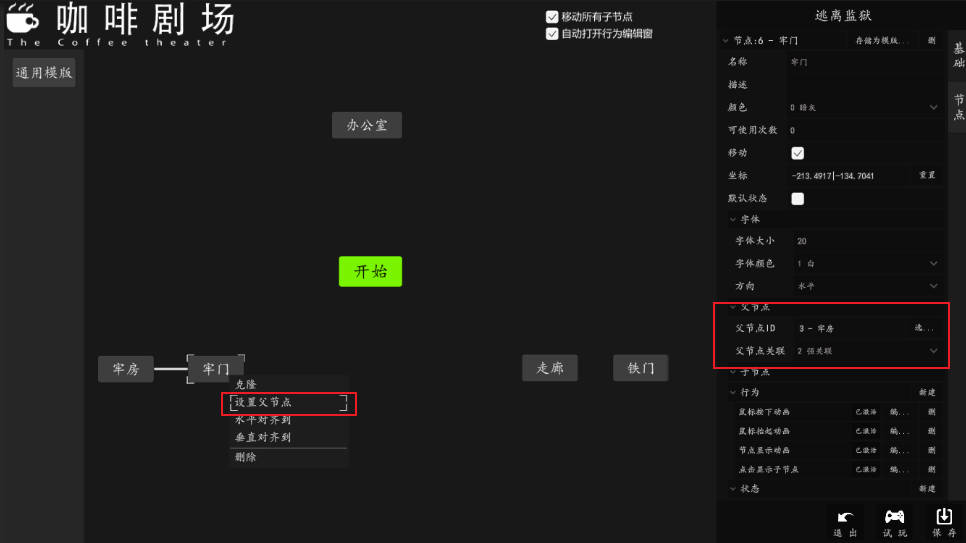 咖啡剧场
The Coffee theater
移动所有子节点
自动打开行为编辑窗
通用模版
办公室
开始
牢房
牢门
走廊
铁门
克隆
设置父节点
水平对齐到
垂直对齐到
删除
逃离监狱
节点:6 - 牢门 存储为模版... 删
名称 牢门
描述
颜色 0 暗灰
可使用次数 0
移动
坐标 -213.4917|-134.7041 重置
默认状态
字体
字体大小 20
字体颜色 1 白
方向 水平
父节点
父节点ID 3 - 牢房 选...
父节点关联 2 强关联
子节点
行为 新建
鼠标按下动画 已激活 编... 删
鼠标抬起动画 已激活 编... 删
节点显示动画 已激活 编... 删
点击显示子节点 已激活 编... 删
状态 新建
基础
节点
退出
试玩
保存